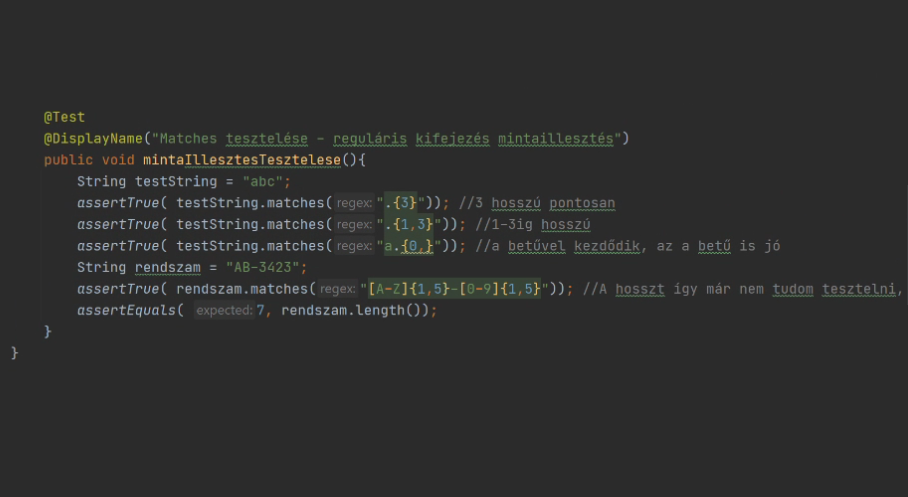 @Test
@DisplayName("Matches tesztelése - reguláris kifejezés mintaillesztés")
public void mintaIllesztesTesztelese(){
String testString = "abc";
assertTrue( testString.matches( regex: ".{3}")); //3 hosszú pontosan
assertTrue( testString.matches( regex: ".{1,3}")); //1-3ig hosszú
assertTrue( testString.matches( regex: "a.{0,}")); //a betűvel kezdődik, az a betű is jó
String rendszam = "AB-3423";
assertTrue( rendszam.matches( regex: "[A-Z]{1,5}-[0-9]{1,5}")); //A hosszt így már nem tudom tesztelni,
assertEquals( expected: 7, rendszam.length());
}
}